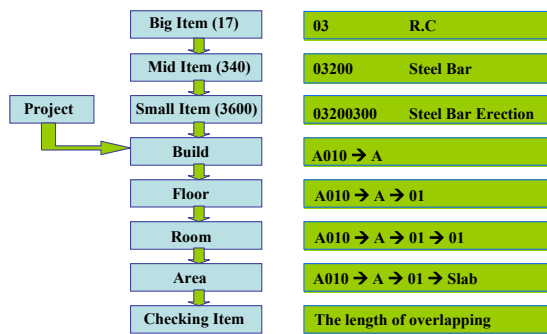 Big Item (17)
03 R.C
Mid Item (340)
03200 Steel Bar
Project
Small Item (3600)
03200300 Steel Bar Erection
Build
A010 → A
Floor
A010 → A → 01
Room
A010 → A → 01 → 01
Area
A010 → A → 01 → Slab
Checking Item
The length of overlapping